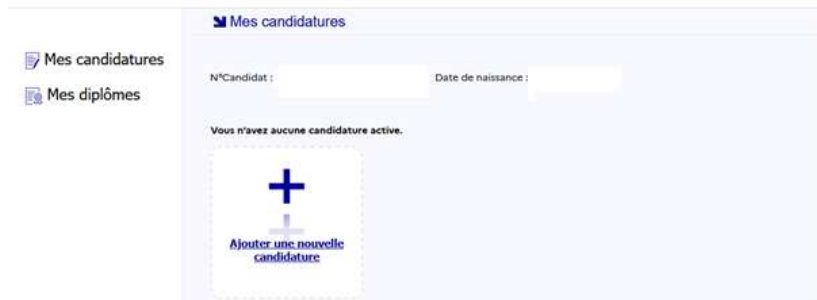 Mes candidatures
Mes candidatures
Mes diplômes
N°Candidat : Date de naissance :
Vous n'avez aucune candidature active.
Ajouter une nouvelle
candidature